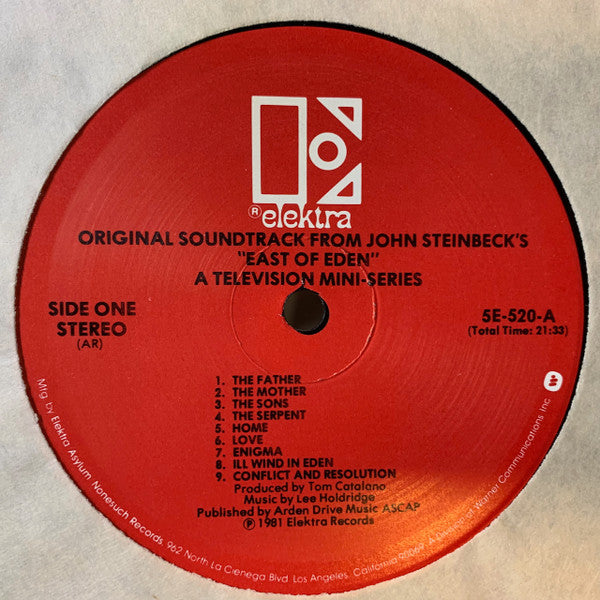 ® elektra
ORIGINAL SOUNDTRACK FROM JOHN STEINBECK'S
"EAST OF EDEN"
A TELEVISION MINI-SERIES
SIDE ONE
STEREO
(AR)
5E-520-A
(Total Time: 21:33)
1. THE FATHER
2. THE MOTHER
3. THE SONS
4. THE SERPENT
5. HOME
6. LOVE
7. ENIGMA
8. ILL WIND IN EDEN
9. CONFLICT AND RESOLUTION
Produced by Tom Catalano
Music by Lee Holdridge
Published by Arden Drive Music ASCAP
℗ 1981 Elektra Records
Mfg. by Elektra Asylum Nonesuch Records, 962 North La Cienega Blvd. Los Angeles, California 90069 A Division of Warner Communications Inc.